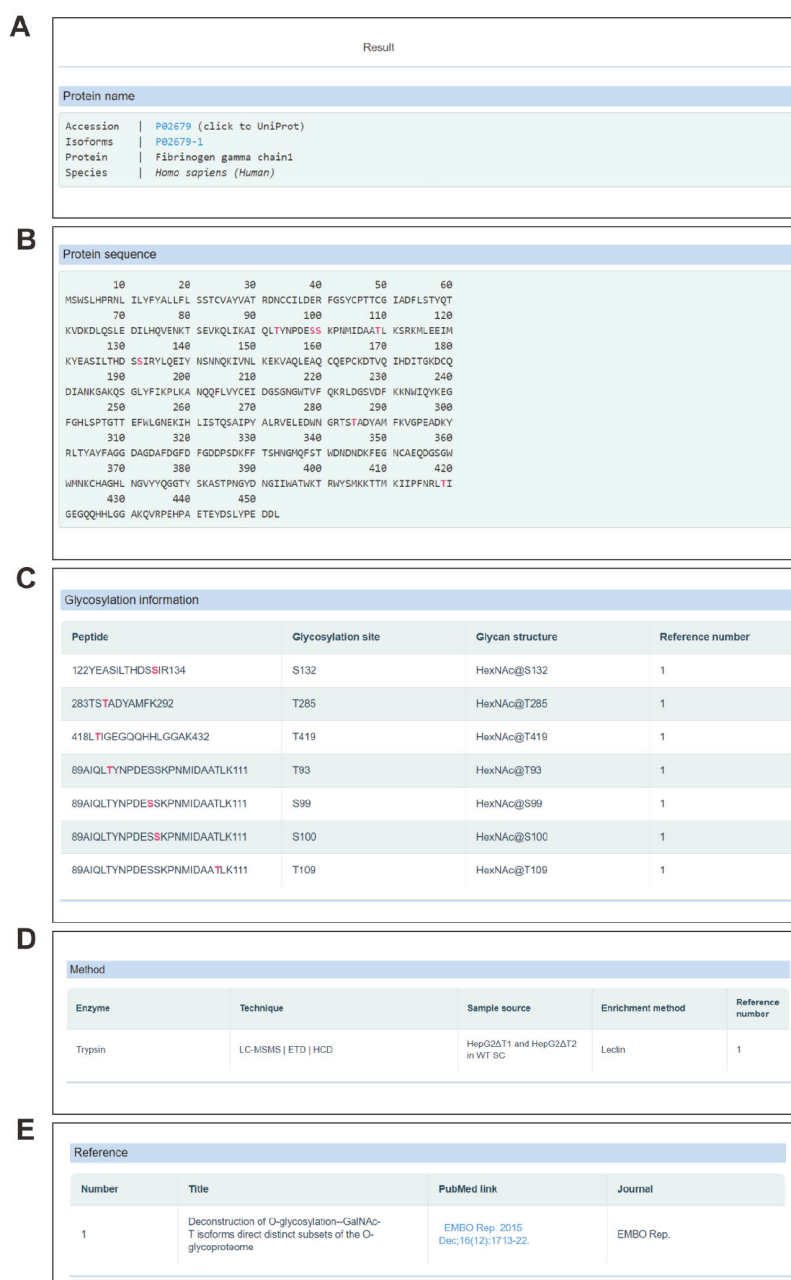 A
Result
Protein name
Accession | P02679 (click to UniProt)
Isoforms | P02679-1
Protein | Fibrinogen gamma chain1
Species | Homo sapiens (Human)
B
Protein sequence
10 20 30 40 50 60
MSWSLHPRNL ILYFYALLFL SSTCVAYVAT RDNCCILDER FGSYCPTTCG IADFLSTYQT
70 80 90 100 110 120
KVDKDLQSLE DILHQVENKT SEVKQLIKAI QLTYNPDESS KPNMIDAATL KSRKMLEEIM
130 140 150 160 170 180
KYEASILTHD SSIRYLQEIY NSNNQKIVNL KEKVAQLEAQ CQEPCKDTVQ IHDITGKDCQ
190 200 210 220 230 240
DIANKGAKQS GLYFIKPLKA NQQFLVYCEI DGSGNGWTVF QKRLDGSVDF KKNWIQYKEG
250 260 270 280 290 300
FGHLSPTGTT EFWLGNEKIH LISTQSAIPY ALRVELEDWN GRTSTADYAM FKVGPEADKY
310 320 330 340 350 360
RLTYAYFAGG DAGDAFDGFD FGDDPSDKFF TSHNGMQFST WDNDNDKFEG NCAEQDGSGW
370 380 390 400 410 420
WMNKCHAGHL NGVYYQGGTY SKASTPNGYD NGIIWATWKT RWYSMKKTTM KIIPFNRLTI
430 440 450
GEGQQHHLGG AKQVRPEHPA ETEYDSLYPE DDL
C
Glycosylation information
Peptide Glycosylation site Glycan structure Reference number
122YEASILTHDSSIR134 S132 HexNAc@S132 1
283TSTADYAMFK292 T285 HexNAc@T285 1
418LTIGEGQQHHLGGAK432 T419 HexNAc@T419 1
89AIQLTYNPDESSKPNMIDAATLK111 T93 HexNAc@T93 1
89AIQLTYNPDESSKPNMIDAATLK111 S99 HexNAc@S99 1
89AIQLTYNPDESSKPNMIDAATLK111 S100 HexNAc@S100 1
89AIQLTYNPDESSKPNMIDAATLK111 T109 HexNAc@T109 1
D
Method
Enzyme Technique Sample source Enrichment method Reference number
Trypsin LC-MSMS | ETD | HCD HepG2ΔT1 and HepG2ΔT2 in WT SC Lectin 1
E
Reference
Number Title PubMed link Journal
1 Deconstruction of O-glycosylation--GalNAc-
T isoforms direct distinct subsets of the O-
glycoproteome
EMBO Rep. 2015
Dec;16(12):1713-22.
EMBO Rep.